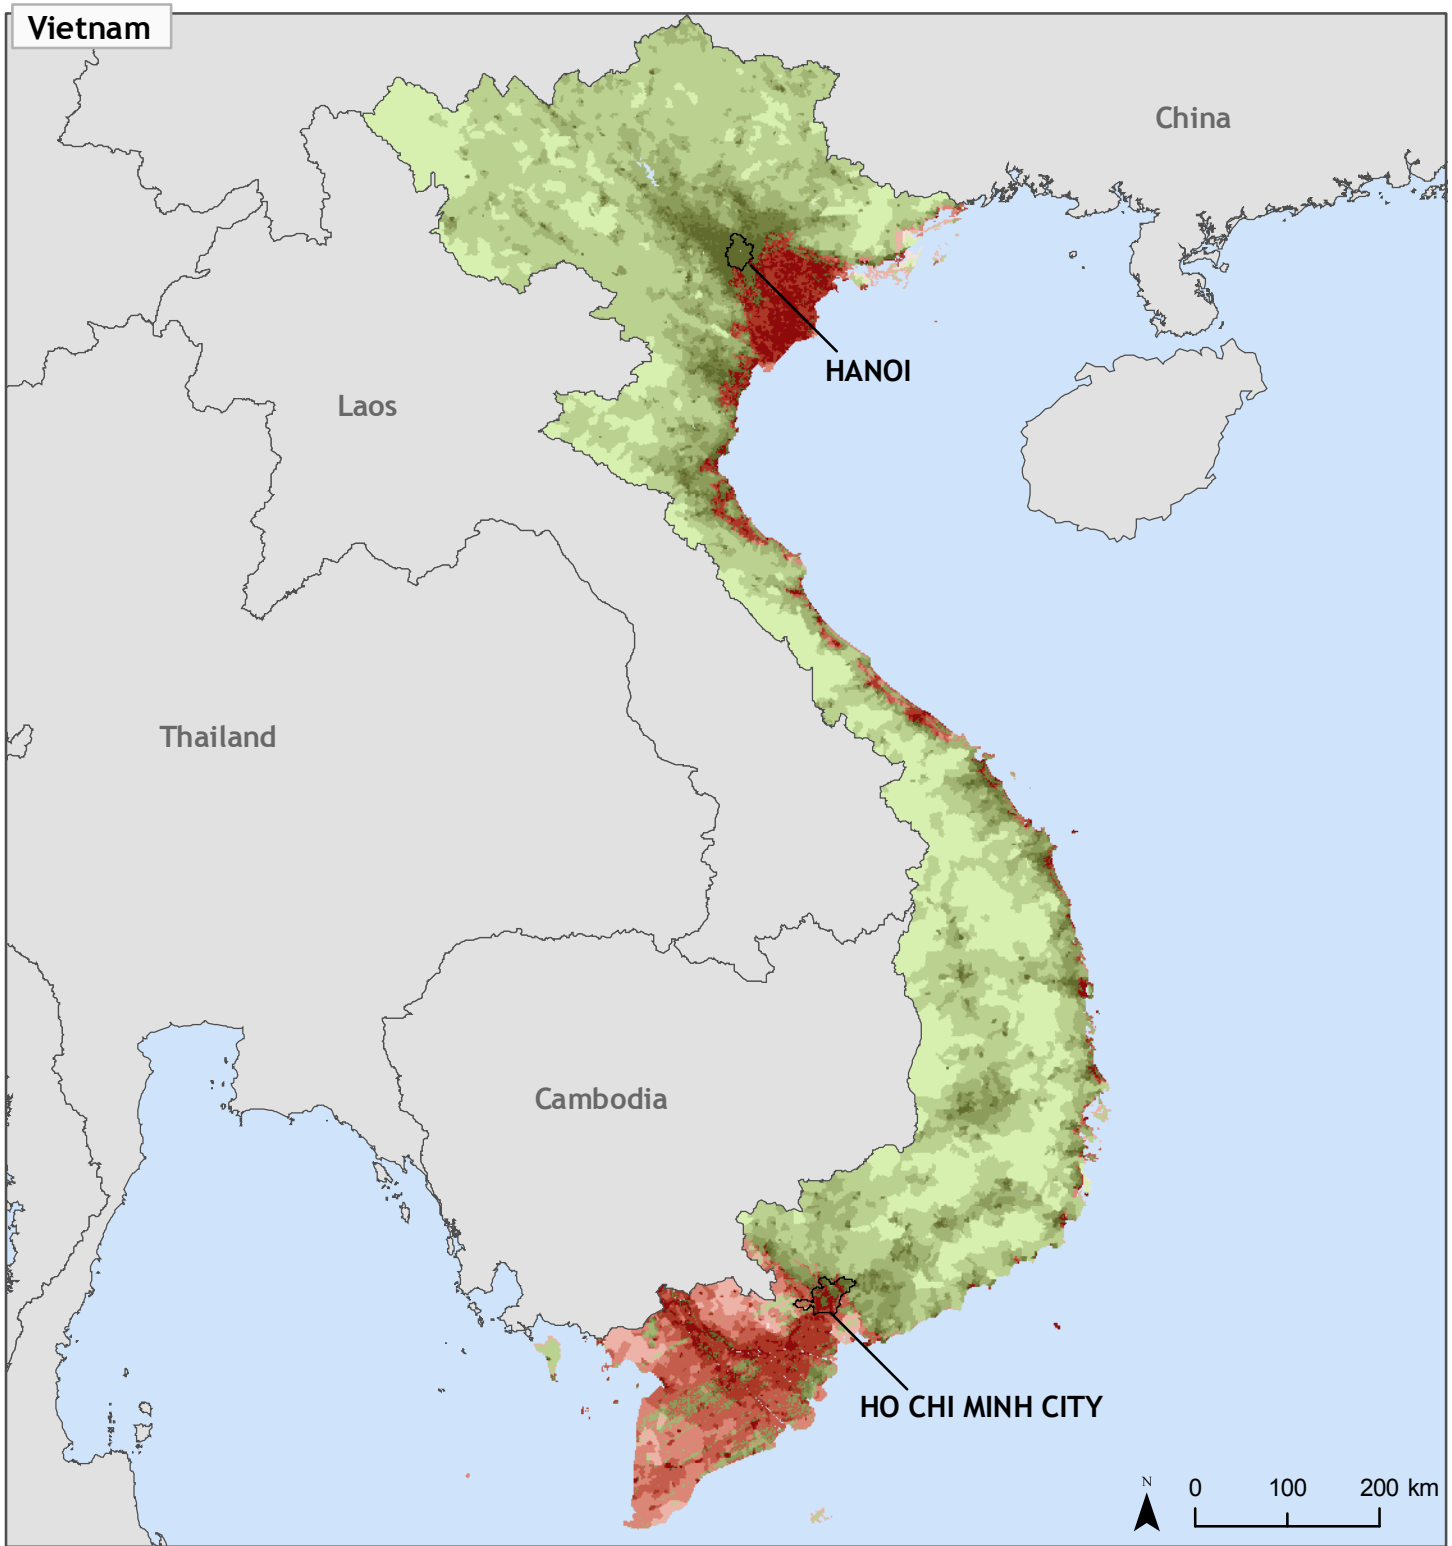 Vietnam
China
HANOI
Laos
Thailand
Cambodia
HO CHI MINH CITY
N
0 100 200 km